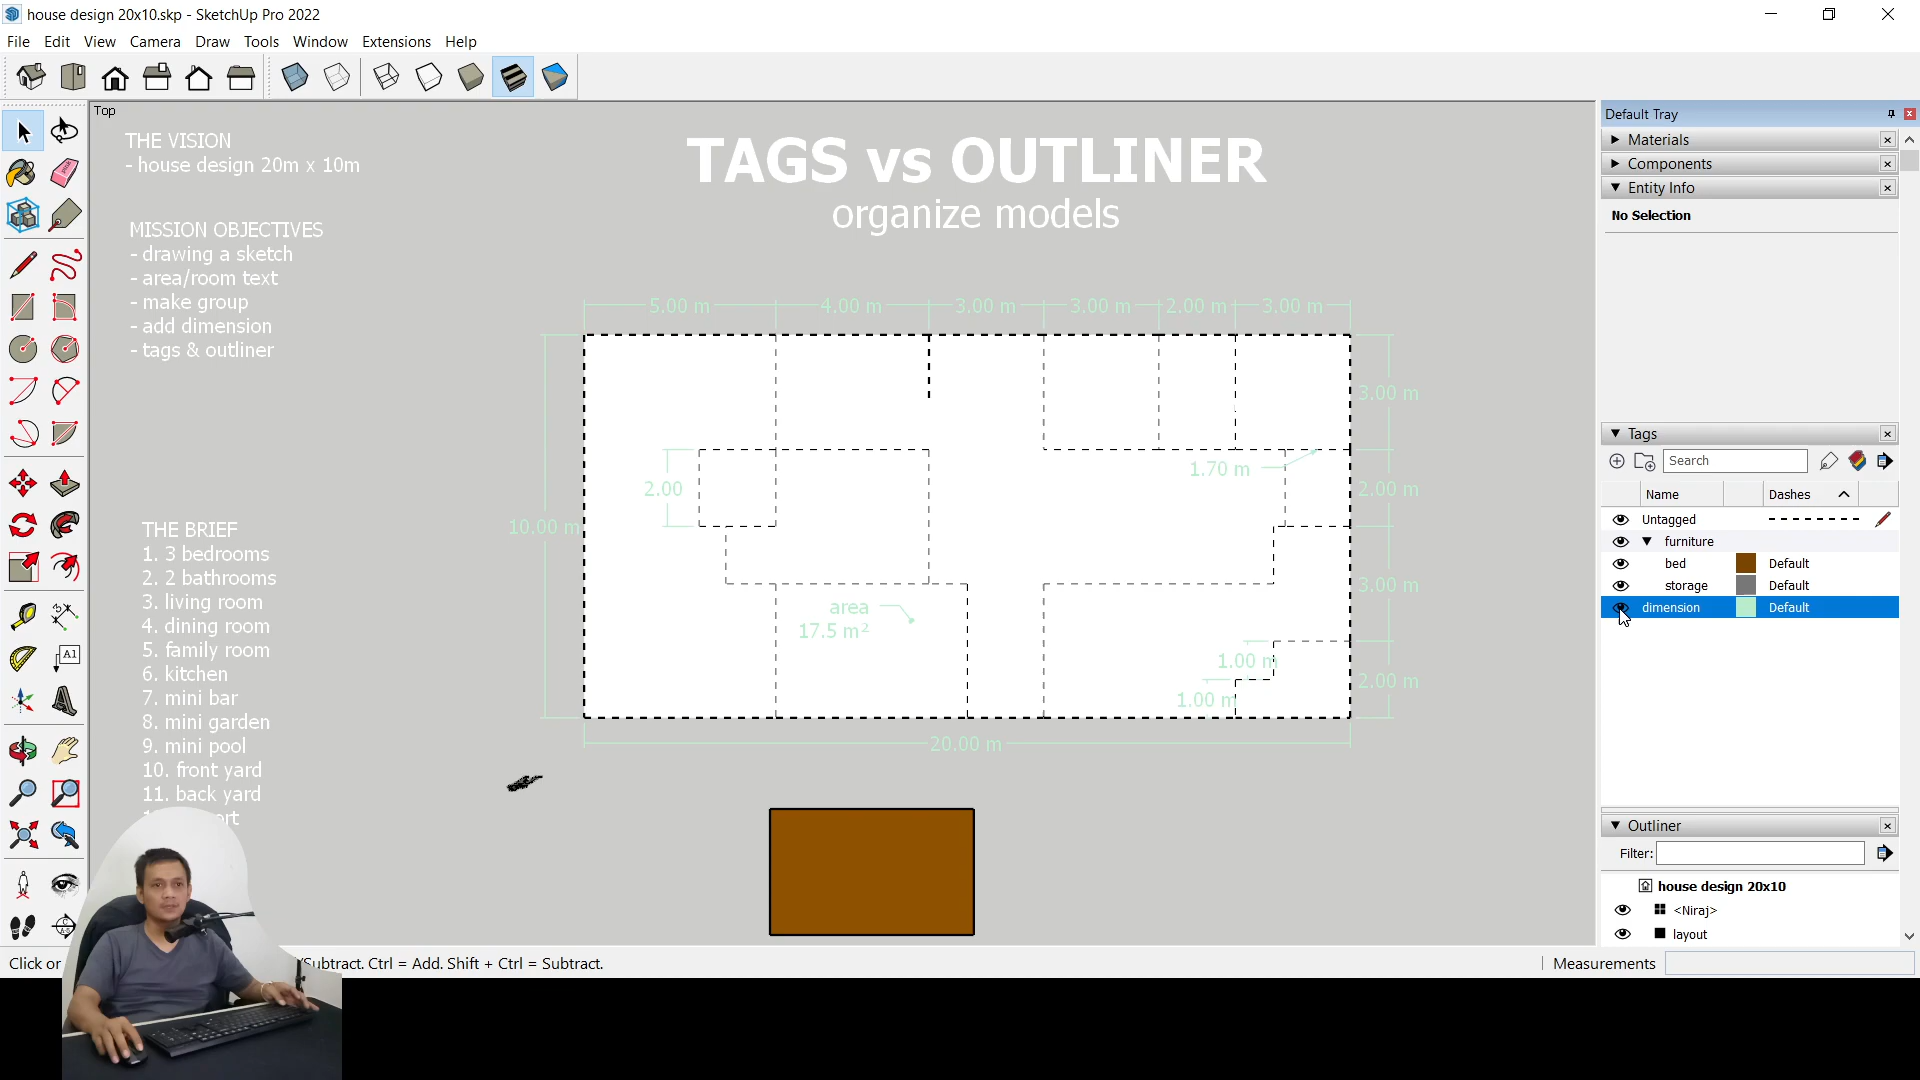 house design 20x10.skp - SketchUp Pro 2022
File Edit View Camera Draw Tools Window Extensions Help
Top
THE VISION
- house design 20m x 10m
MISSION OBJECTIVES
- drawing a sketch
- area/room text
- make group
- add dimension
- tags & outliner
THE BRIEF
1. 3 bedrooms
2. 2 bathrooms
3. living room
4. dining room
5. family room
6. kitchen
7. mini bar
8. mini garden
9. mini pool
10. front yard
11. back yard
TAGS vs OUTLINER
organize models
5.00 m 4.00 m 3.00 m 3.00 m 2.00 m 3.00 m
3.00 m
1.70 m
2.00
2.00 m
10.00 m
3.00 m
area
17.5 m²
1.00 m
2.00 m
1.00 m
20.00 m
Default Tray
Materials
Components
Entity Info
No Selection
Tags
Search
Name Dashes
Untagged
furniture
bed Default
storage Default
dimension Default
Outliner
Filter:
house design 20x10
<Niraj>
layout
Click or
/Subtract. Ctrl = Add. Shift + Ctrl = Subtract.
Measurements
A1